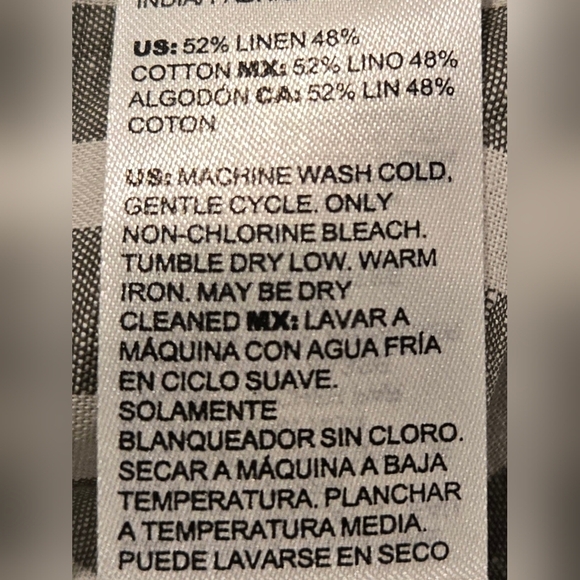 US: 52% LINEN 48%
COTTON MX: 52% LINO 48%
ALGODÓN CA: 52% LIN 48%
COTON
US: MACHINE WASH COLD,
GENTLE CYCLE. ONLY
NON-CHLORINE BLEACH.
TUMBLE DRY LOW. WARM
IRON. MAY BE DRY
CLEANED MX: LAVAR A
MÁQUINA CON AGUA FRÍA
EN CICLO SUAVE.
SOLAMENTE
BLANQUEADOR SIN CLORO.
SECAR A MÁQUINA A BAJA
TEMPERATURA. PLANCHAR
A TEMPERATURA MEDIA.
PUEDE LAVARSE EN SECO